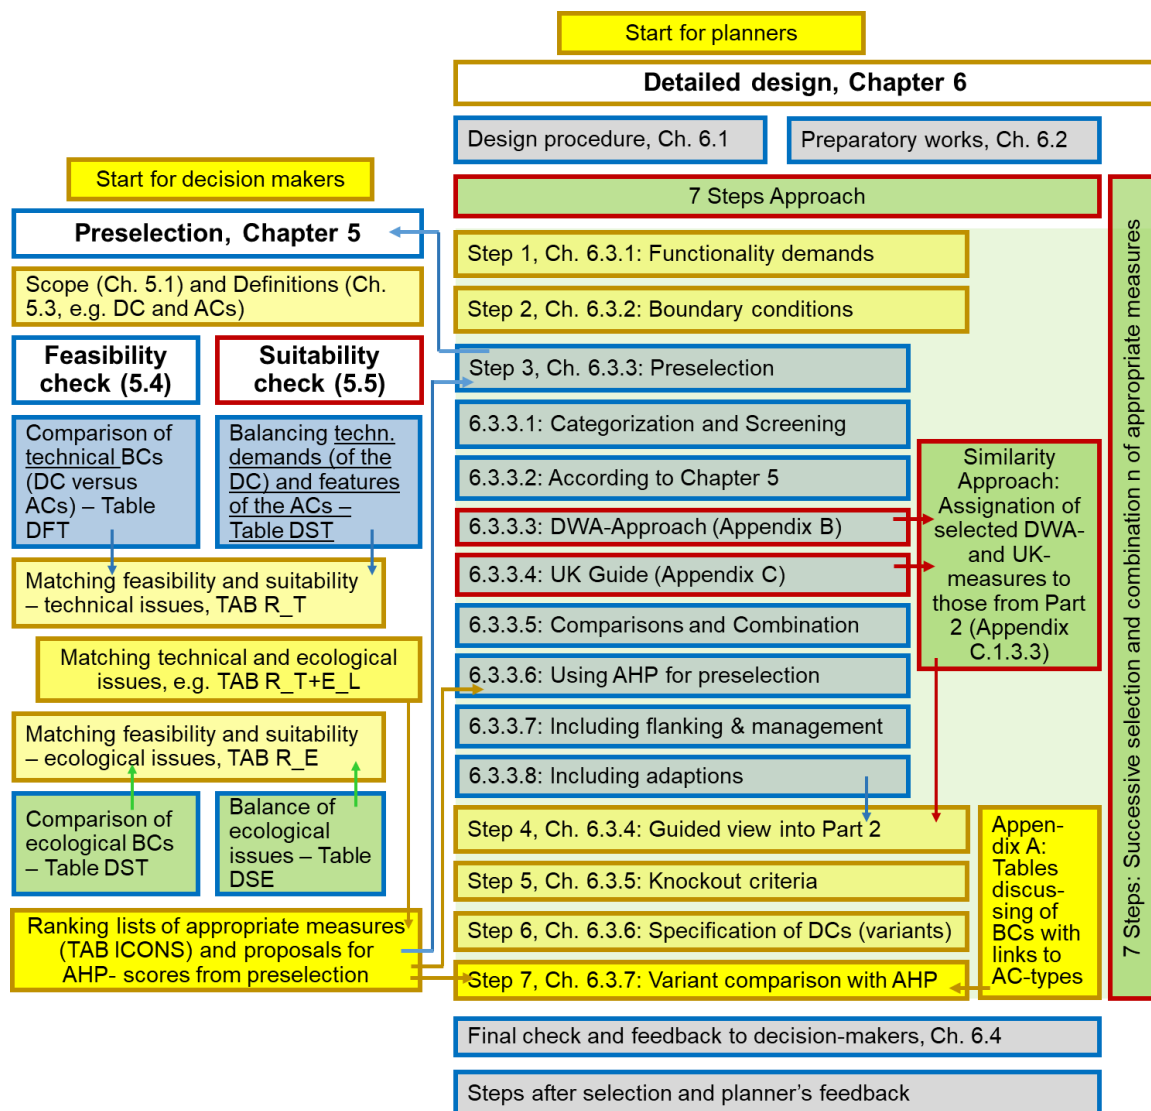 Start for planners
Detailed design, Chapter 6
Design procedure, Ch. 6.1
Preparatory works, Ch. 6.2
Start for decision makers
7 Steps Approach
Preselection, Chapter 5
Scope (Ch. 5.1) and Definitions (Ch.
5.3, e.g. DC and ACs)
Feasibility
check (5.4)
Suitability
check (5.5)
Comparison of
technical BCs
(DC versus
ACs) – Table
DFT
Balancing techn.
demands (of the
DC) and features
of the ACs –
Table DST
Matching feasibility and suitability
– technical issues, TAB R_T
Matching technical and ecological
issues, e.g. TAB R_T+E_L
Matching feasibility and suitability
– ecological issues, TAB R_E
Comparison of
ecological BCs
– Table DST
Balance of
ecological
issues – Table
DSE
Ranking lists of appropriate measures
(TAB ICONS) and proposals for
AHP- scores from preselection
Step 1, Ch. 6.3.1: Functionality demands
Step 2, Ch. 6.3.2: Boundary conditions
Step 3, Ch. 6.3.3: Preselection
6.3.3.1: Categorization and Screening
6.3.3.2: According to Chapter 5
6.3.3.3: DWA-Approach (Appendix B)
6.3.3.4: UK Guide (Appendix C)
6.3.3.5: Comparisons and Combination
6.3.3.6: Using AHP for preselection
6.3.3.7: Including flanking & management
6.3.3.8: Including adaptions
Step 4, Ch. 6.3.4: Guided view into Part 2
Step 5, Ch. 6.3.5: Knockout criteria
Step 6, Ch. 6.3.6: Specification of DCs (variants)
Step 7, Ch. 6.3.7: Variant comparison with AHP
Similarity
Approach:
Assignation of
selected DWA-
and UK-
measures to
those from Part
2 (Appendix
C.1.3.3)
Appen-
dix A:
Tables
discus-
sing of
BCs with
links to
AC-types
7 Steps: Successive selection and combination n of appropriate measures
Final check and feedback to decision-makers, Ch. 6.4
Steps after selection and planner's feedback